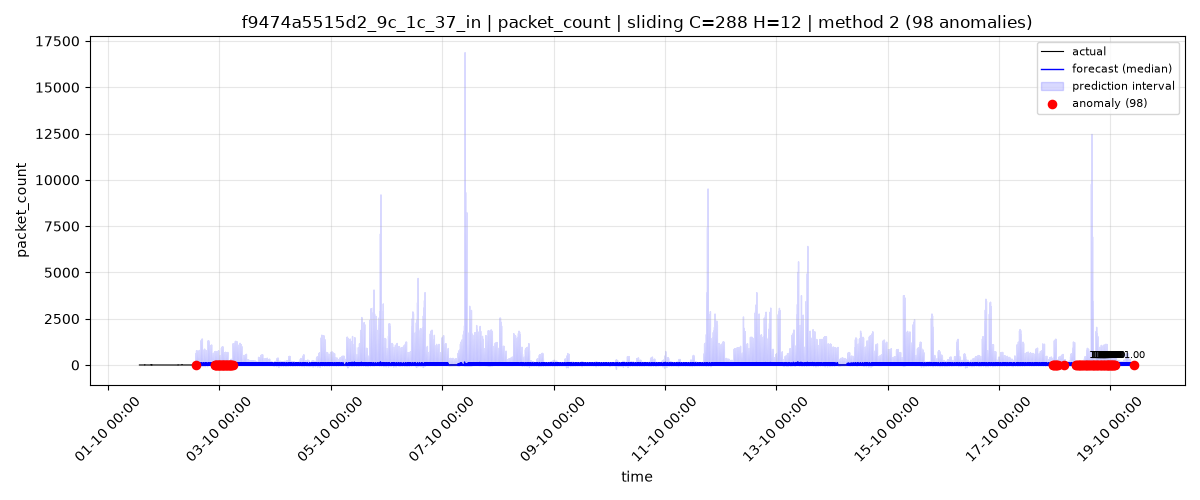 f9474a5515d2_9c_1c_37_in | packet_count | sliding C=288 H=12 | method 2 (98 anomalies)
17500
15000
12500
10000
7500
5000
2500
0
packet_count
actual
forecast (median)
prediction interval
anomaly (98)
1.00
01-10 00:00
03-10 00:00
05-10 00:00
07-10 00:00
09-10 00:00
11-10 00:00
13-10 00:00
15-10 00:00
17-10 00:00
19-10 00:00
time